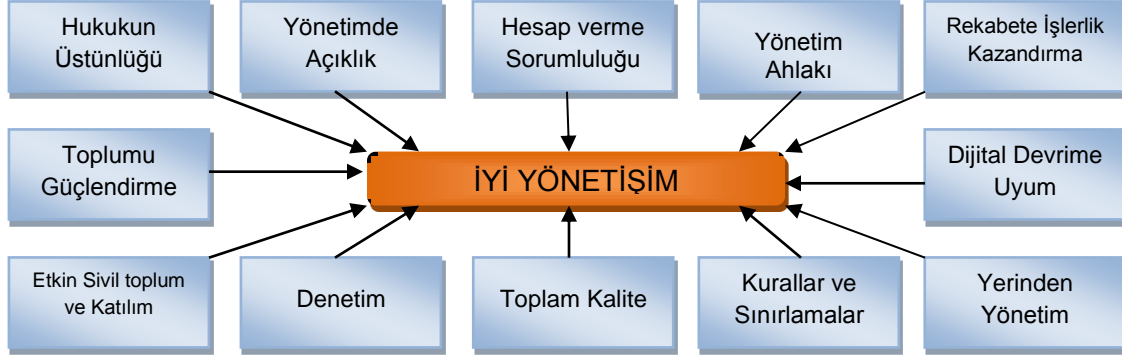 Hukukun
Üstünlüğü
Yönetimde
Açıklık
Hesap verme
Sorumluluğu
Yönetim
Ahlakı
Rekabete İşlerlik
Kazandırma
Toplumu
Güçlendirme
İYİ YÖNETİŞİM
Dijital Devrime
Uyum
Etkin Sivil toplum
ve Katılım
Denetim
Toplam Kalite
Kurallar ve
Sınırlamalar
Yerinden
Yönetim